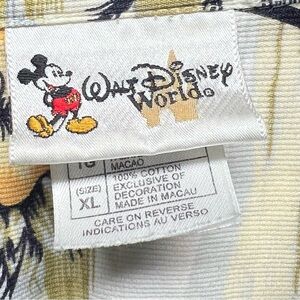 Walt Disney
World
TG
MACAO
(SIZE)
XL
100% COTTON
EXCLUSIVE OF
DECORATION
MADE IN MACAU
CARE ON REVERSE
INDICATIONS AU VERSO